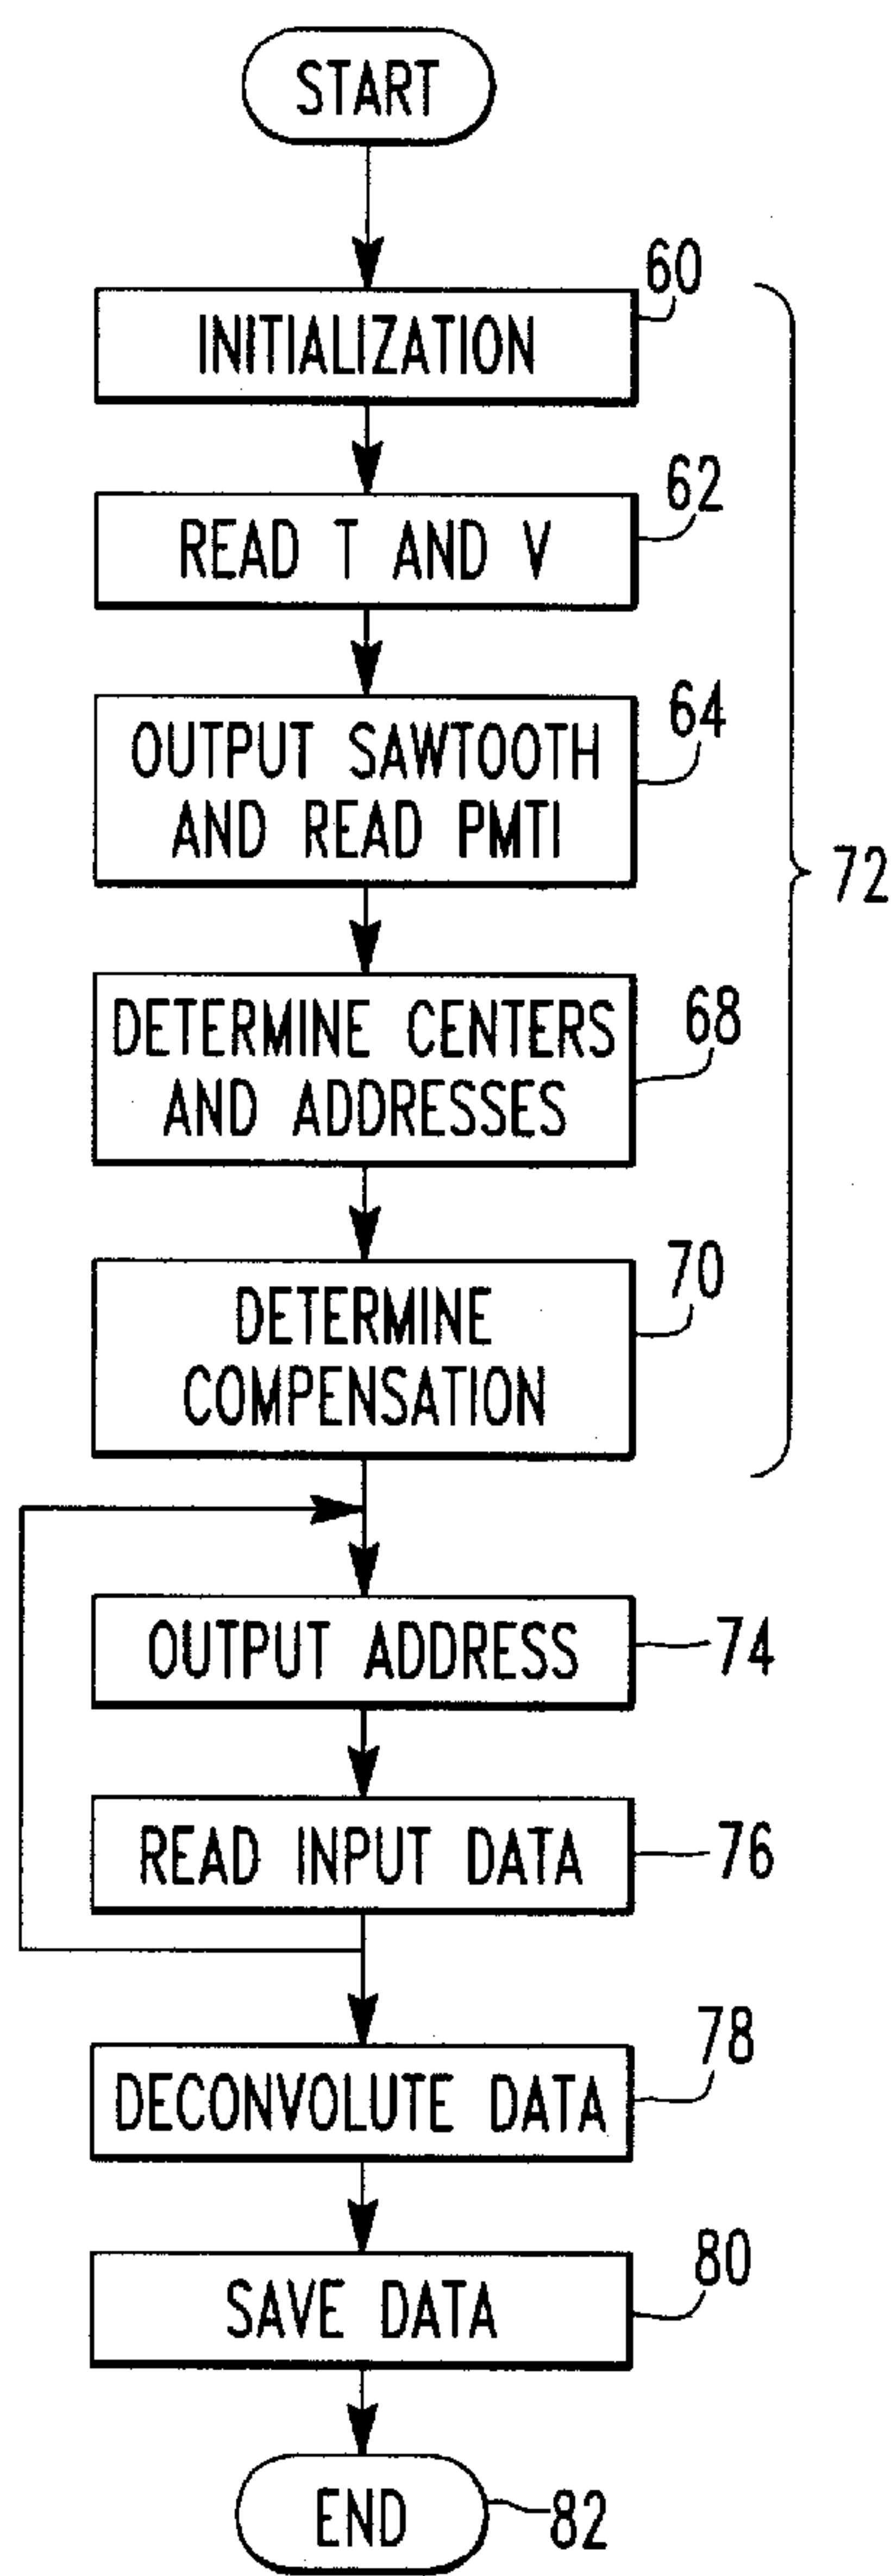 START
60
INITIALIZATION
62
READ T AND V
64
OUTPUT SAWTOOTH
AND READ PMTI
72
68
DETERMINE CENTERS
AND ADDRESSES
70
DETERMINE
COMPENSATION
OUTPUT ADDRESS
74
READ INPUT DATA
76
78
DECONVOLUTE DATA
80
SAVE DATA
END
82